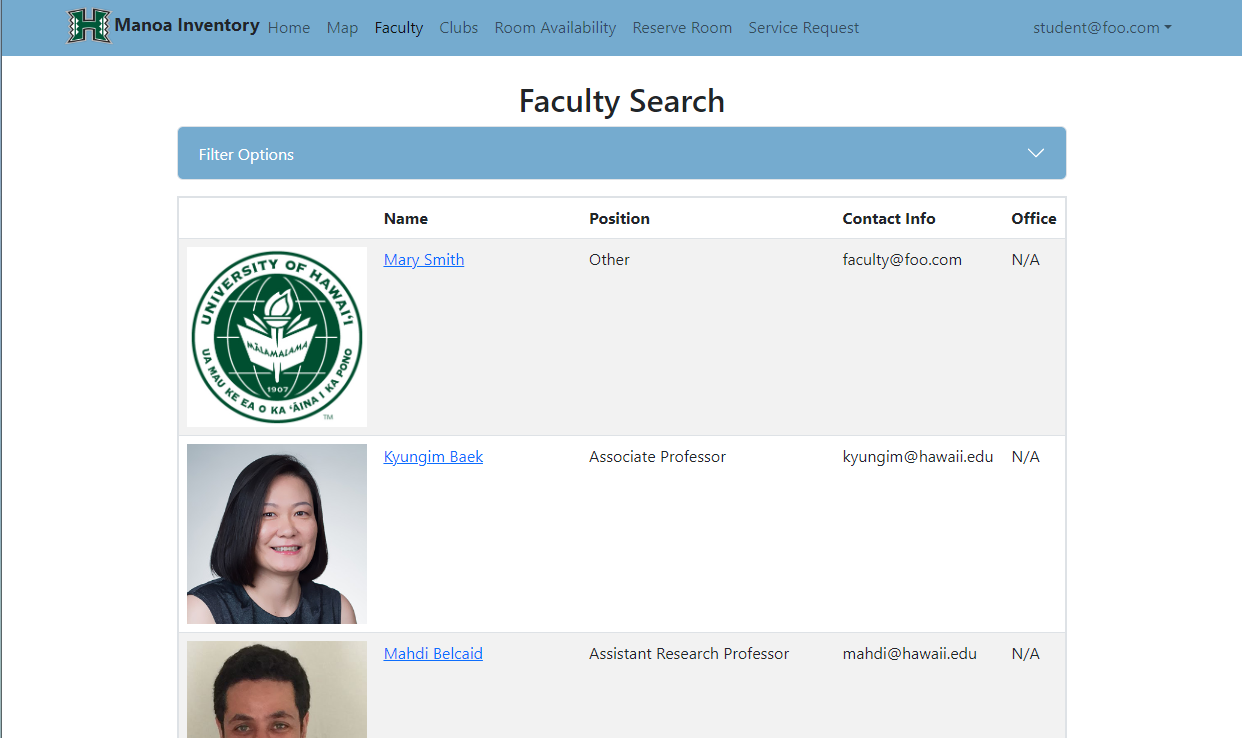 Manoa Inventory Home Map Faculty Clubs Room Availability Reserve Room Service Request student@foo.com
Faculty Search
Filter Options
Name Position Contact Info Office
UNIVERSITY OF HAWAI‘I
MĀLAMALAMA
1907
UA MAU KE EA O KA ‘ĀINA I KA PONO
TM
Mary Smith Other faculty@foo.com N/A
Kyungim Baek Associate Professor kyungim@hawaii.edu N/A
Mahdi Belcaid Assistant Research Professor mahdi@hawaii.edu N/A